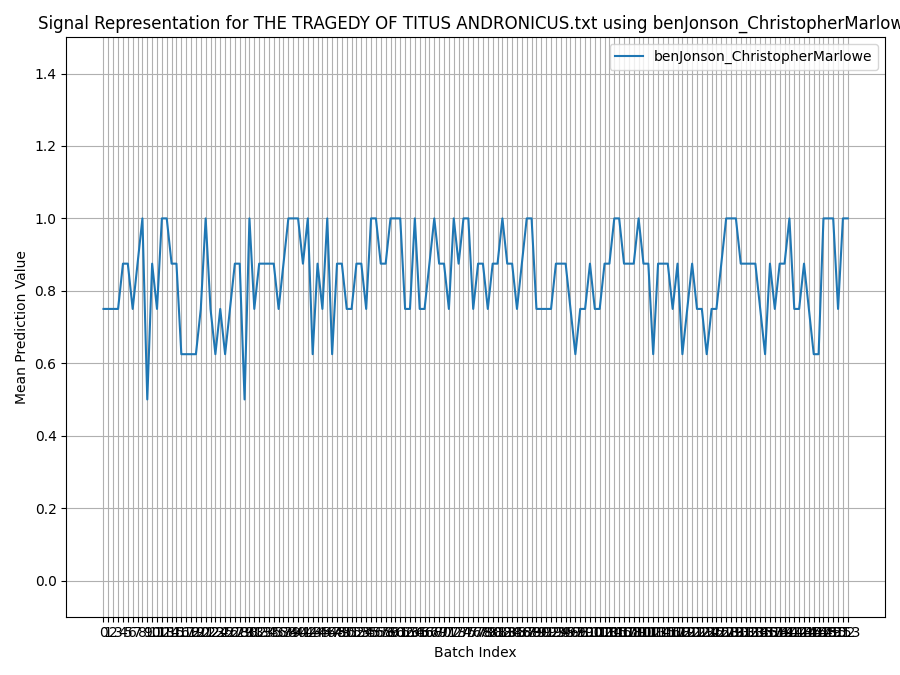 Signal Representation for THE TRAGEDY OF TITUS ANDRONICUS.txt using benJonson_ChristopherMarlow
benJonson_ChristopherMarlowe
1.4
1.2
1.0
0.8
0.6
0.4
0.2
0.0
Mean Prediction Value
Batch Index